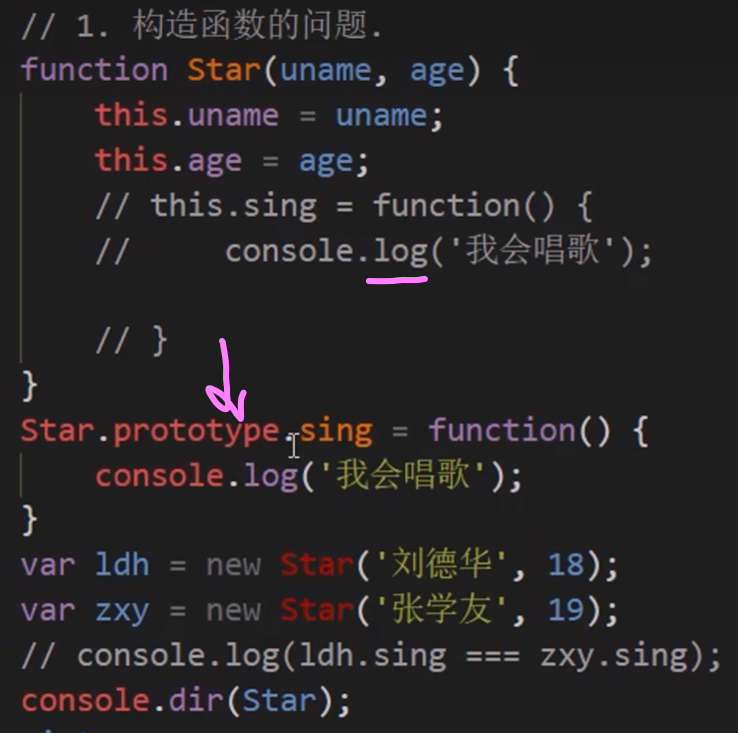 // 1. 构造函数的问题.
function Star(uname, age) {
this.uname = uname;
this.age = age;
// this.sing = function() {
//     console.log('我会唱歌');
// }
}
Star.prototype.sing = function() {
console.log('我会唱歌');
}
var ldh = new Star('刘德华', 18);
var zxy = new Star('张学友', 19);
// console.log(ldh.sing === zxy.sing);
console.dir(Star);